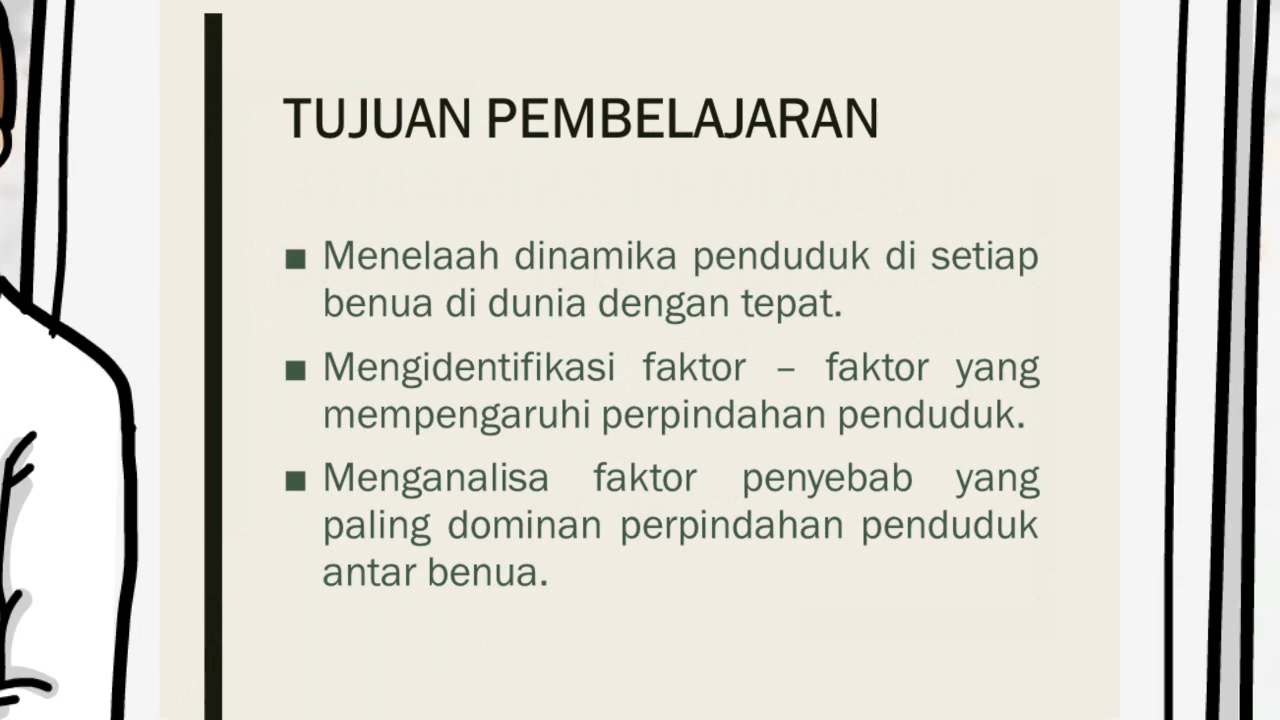 TUJUAN PEMBELAJARAN
■ Menelaah dinamika penduduk di setiap
benua di dunia dengan tepat.
■ Mengidentifikasi faktor – faktor yang
mempengaruhi perpindahan penduduk.
■ Menganalisa faktor penyebab yang
paling dominan perpindahan penduduk
antar benua.